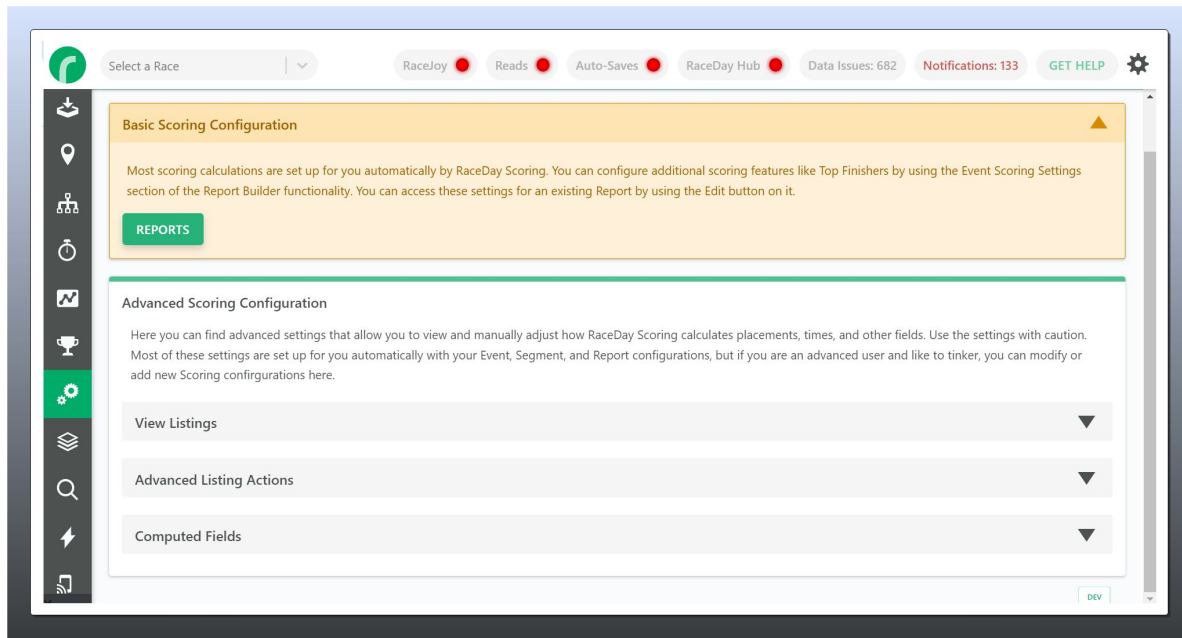 Select a Race
RaceJoy
Reads
Auto-Saves
RaceDay Hub
Data Issues: 682
Notifications: 133
GET HELP
Basic Scoring Configuration
Most scoring calculations are set up for you automatically by RaceDay Scoring. You can configure additional scoring features like Top Finishers by using the Event Scoring Settings
section of the Report Builder functionality. You can access these settings for an existing Report by using the Edit button on it.
REPORTS
Advanced Scoring Configuration
Here you can find advanced settings that allow you to view and manually adjust how RaceDay Scoring calculates placements, times, and other fields. Use the settings with caution.
Most of these settings are set up for you automatically with your Event, Segment, and Report configurations, but if you are an advanced user and like to tinker, you can modify or
add new Scoring confirgurations here.
View Listings
Advanced Listing Actions
Computed Fields
DEV